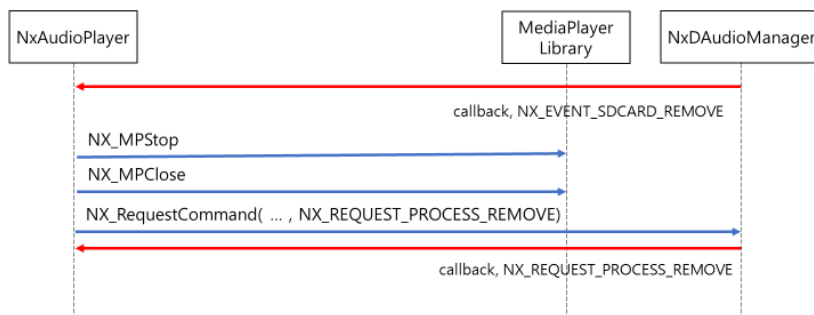 NxAudioPlayer
MediaPlayer
Library
NxDAudioManager
callback, NX_EVENT_SDCARD_REMOVE
NX_MPStop
NX_MPClose
NX_RequestCommand( ... , NX_REQUEST_PROCESS_REMOVE)
callback, NX_REQUEST_PROCESS_REMOVE